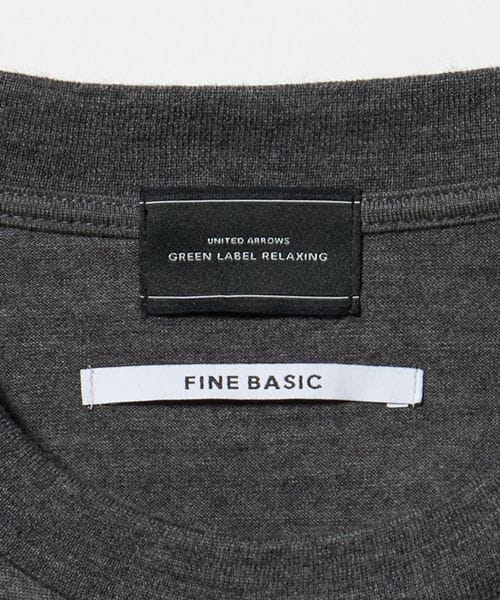 UNITED ARROWS
GREEN LABEL RELAXING
FINE BASIC